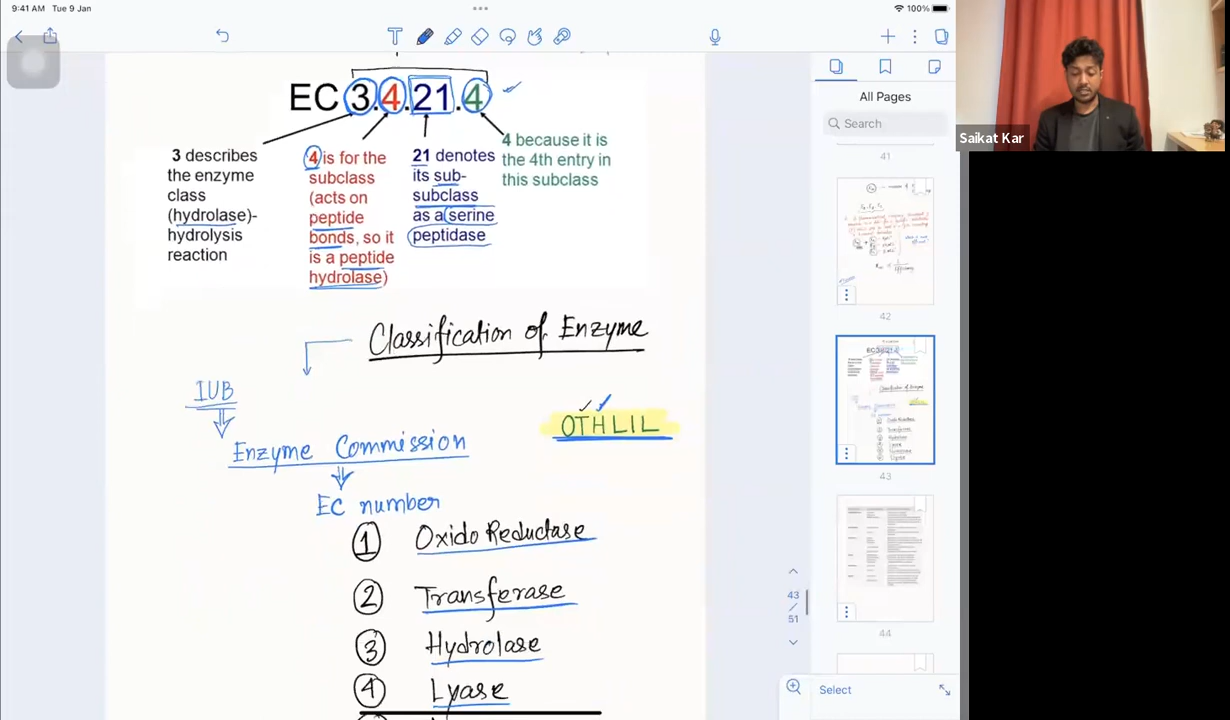 9:41 AM Tue 9 Jan
100%
EC 3.4.21.4
3 describes
the enzyme
class
(hydrolase)-
hydrolysis
reaction
4 is for the
subclass
(acts on
peptide
bonds, so it
is a peptide
hydrolase)
21 denotes
its sub-
subclass
as a serine
peptidase
4 because it is
the 4th entry in
this subclass
Classification of Enzyme
IUB
OTHLIL
Enzyme Commission
EC number
1 Oxido Reductase
2 Transferase
3 Hydrolase
4 Lyase
All Pages
Search
41
42
43
44
43
/
51
Select
Saikat Kar